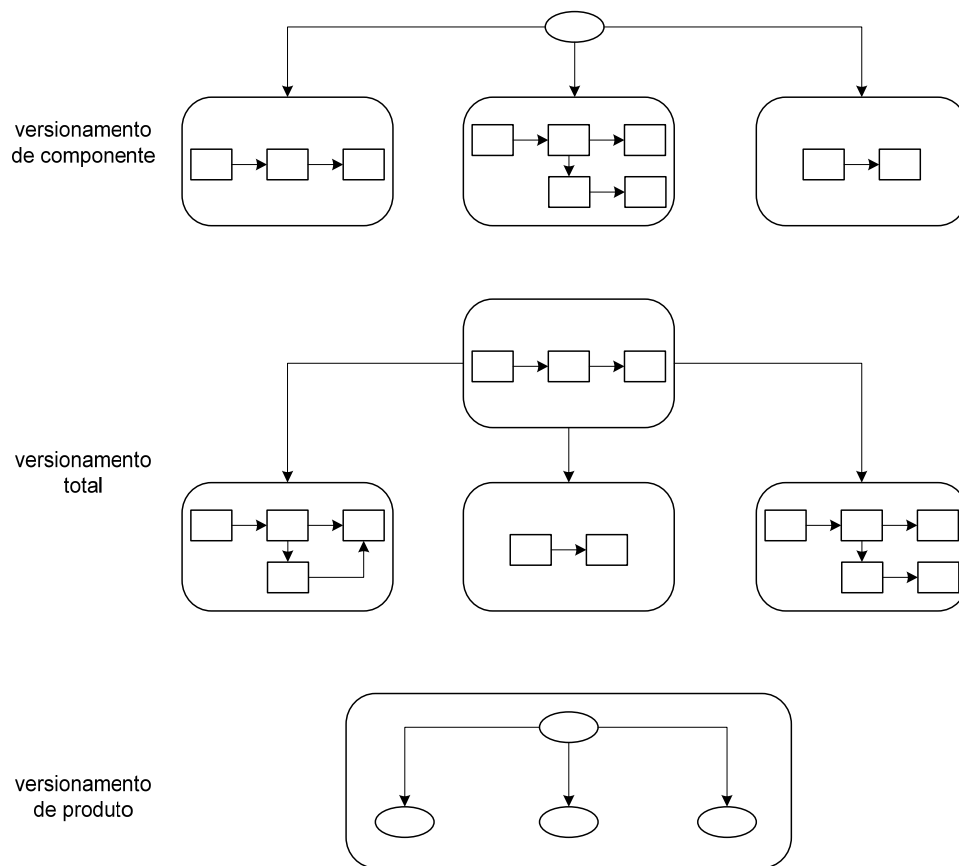 versionamento
de componente
versionamento
total
versionamento
de produto